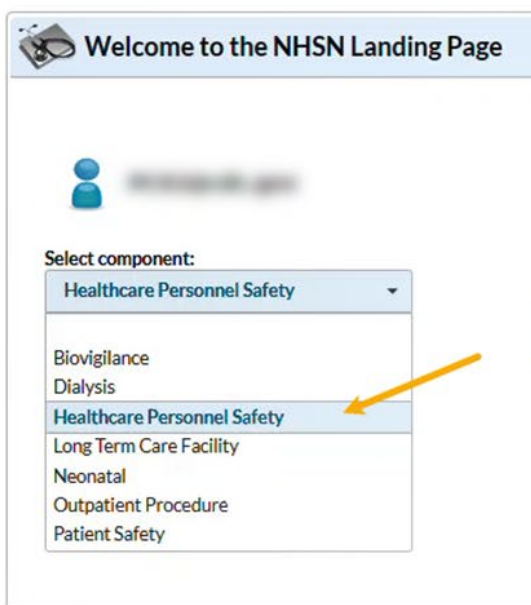 Welcome to the NHSN Landing Page
Select component:
Healthcare Personnel Safety
Biovigilance
Dialysis
Healthcare Personnel Safety
Long Term Care Facility
Neonatal
Outpatient Procedure
Patient Safety